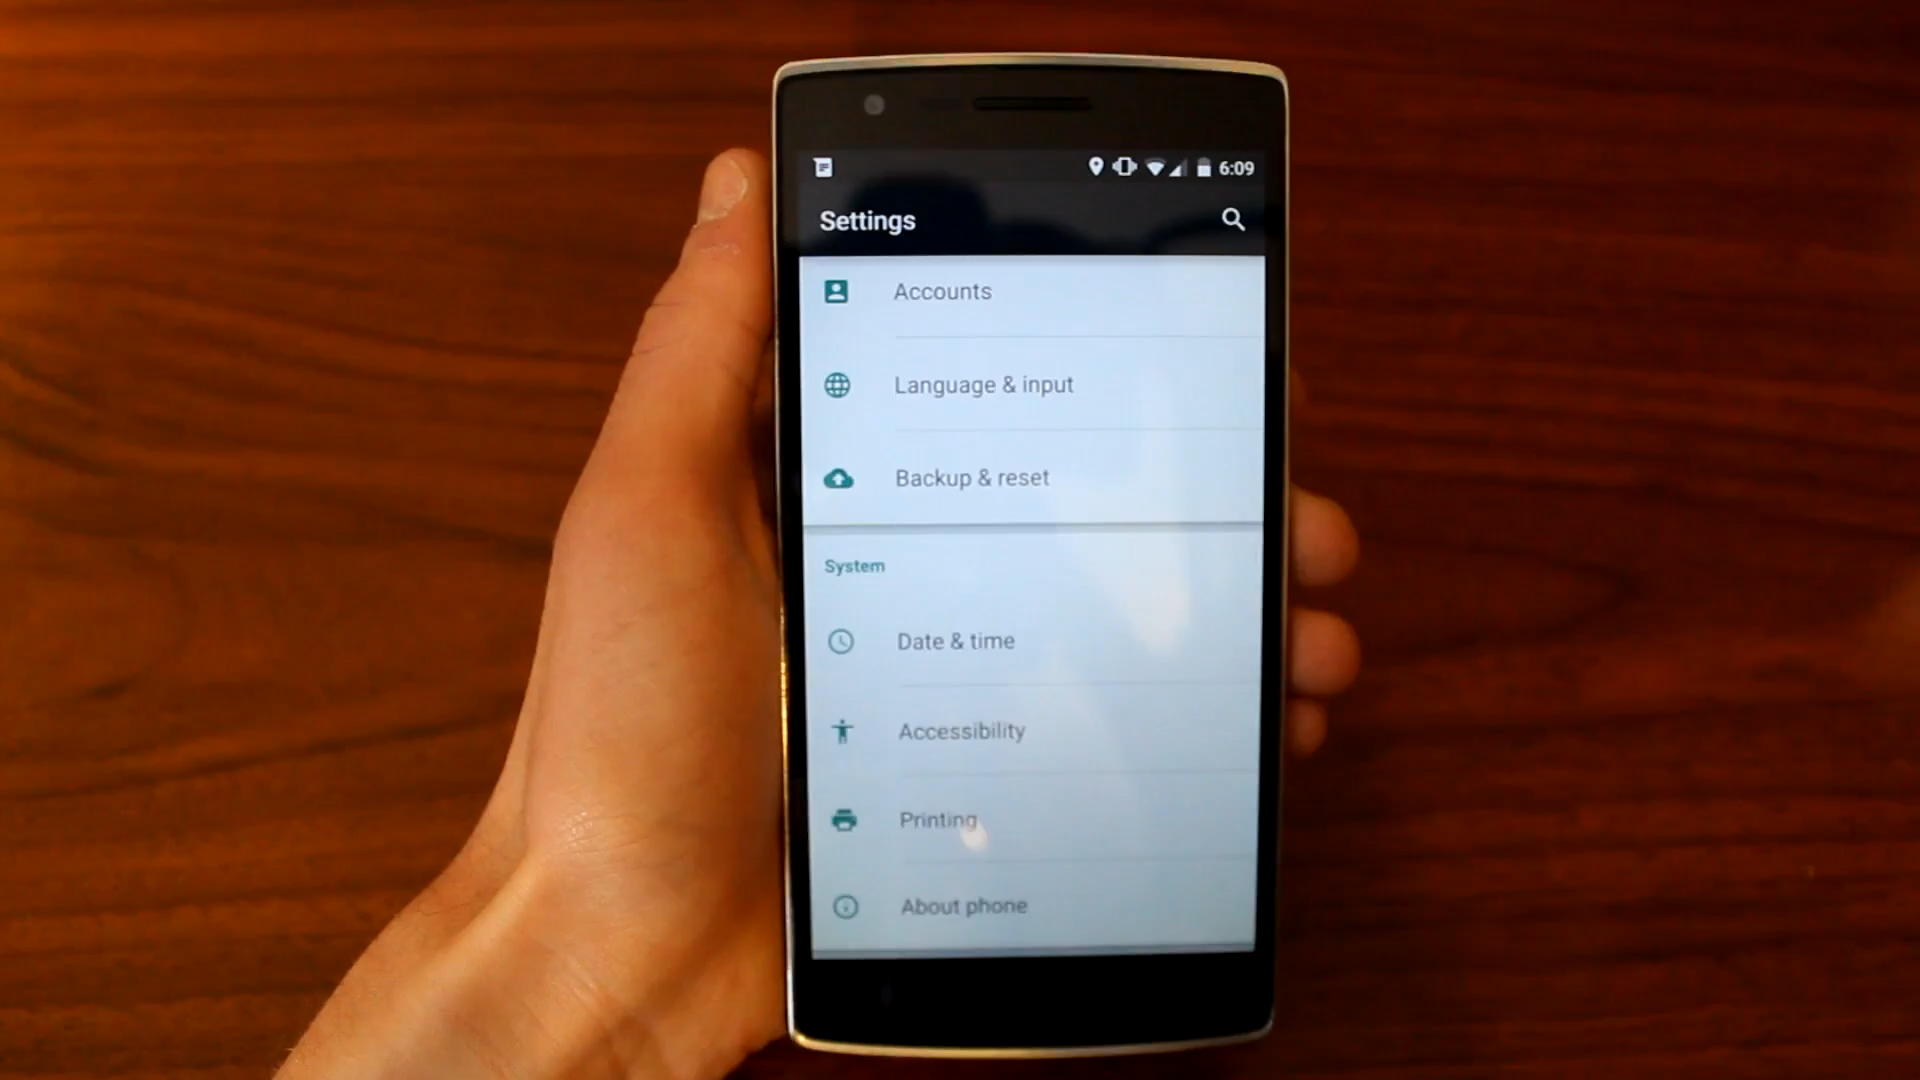 6:09
Settings
Accounts
Language & input
Backup & reset
System
Date & time
Accessibility
Printing
About phone